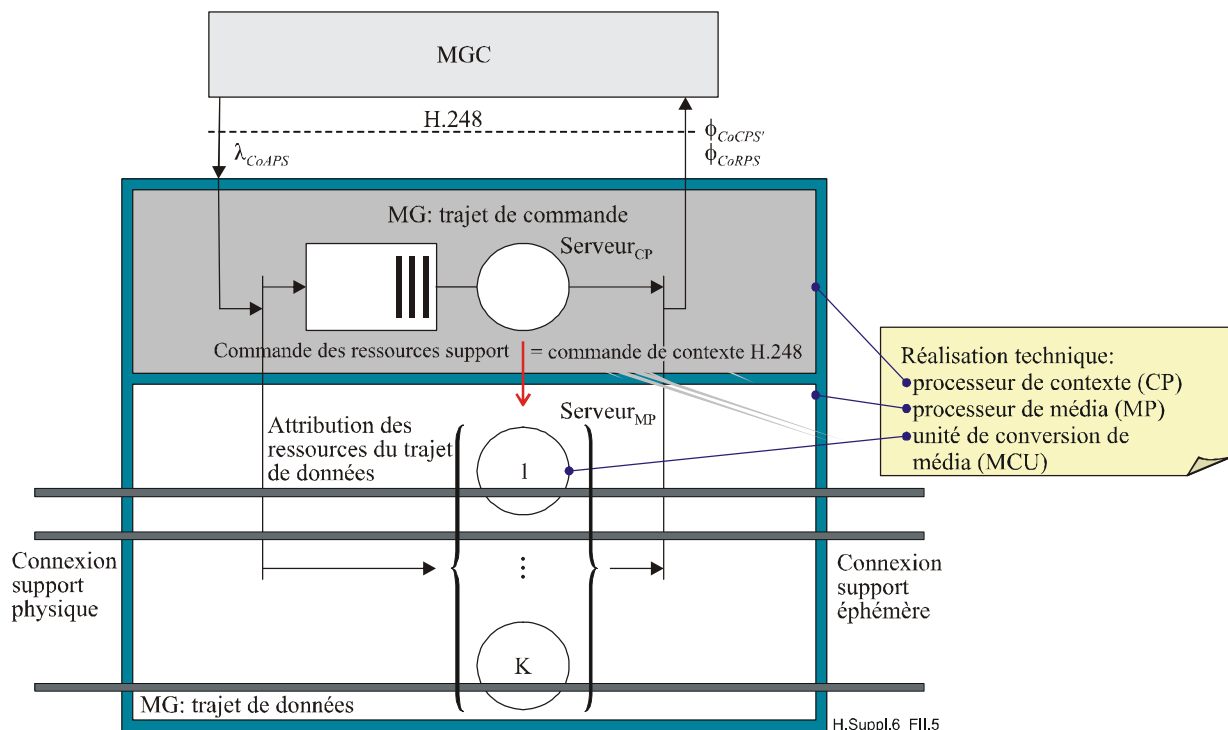 MGC
H.248
λCoAPS
ϕCoCPS'
ϕCoRPS
MG: trajet de commande
ServeurCP
Commande des ressources support
= commande de contexte H.248
Réalisation technique:
processeur de contexte (CP)
processeur de média (MP)
unité de conversion de
média (MCU)
Attribution des
ressources du trajet
de données
ServeurMP
1
⋮
K
Connexion
support
physique
Connexion
support
éphémère
MG: trajet de données
H.Suppl.6_FII.5